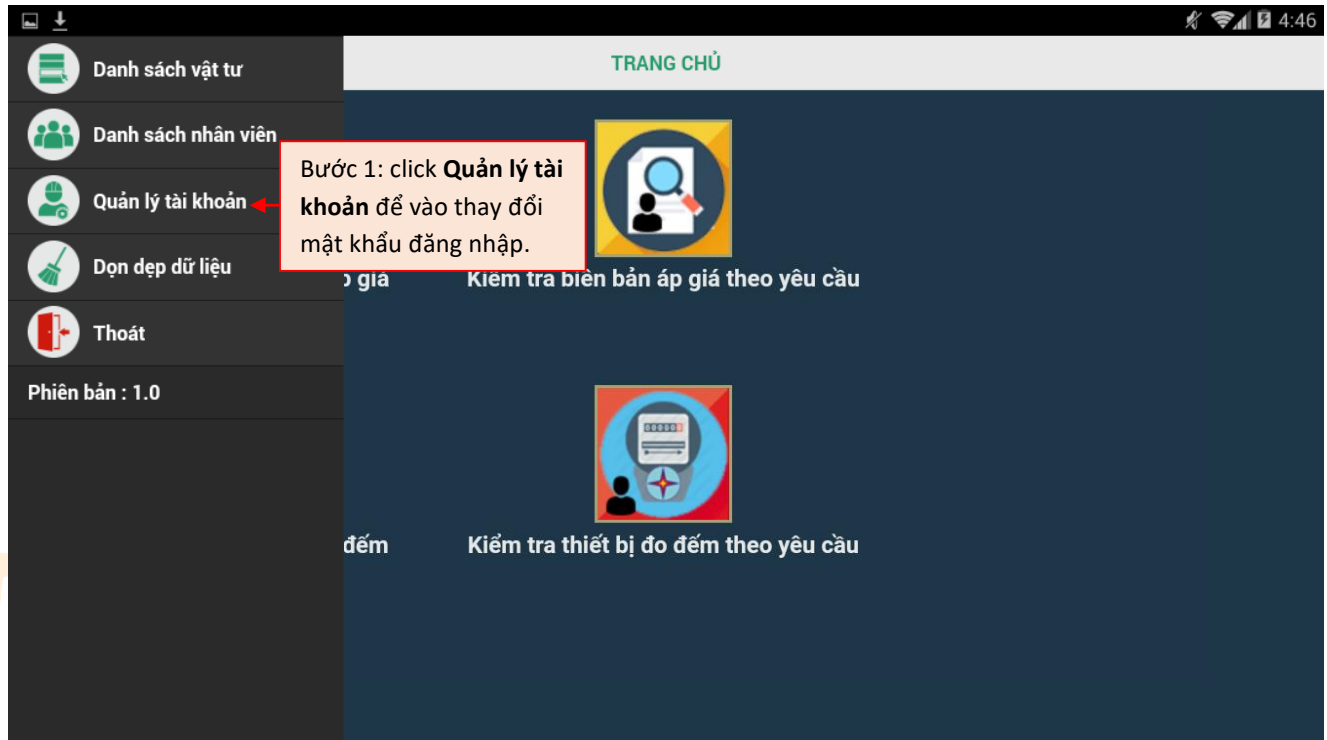 4:46
Danh sách vật tư
TRANG CHỦ
Danh sách nhân viên
Bước 1: click Quản lý tài
khoản để vào thay đổi
mật khẩu đăng nhập.
Quản lý tài khoản
Dọn dẹp dữ liệu
giá
Kiểm tra biên bản áp giá theo yêu cầu
Thoát
Phiên bản : 1.0
00000
đếm
Kiểm tra thiết bị đo đếm theo yêu cầu